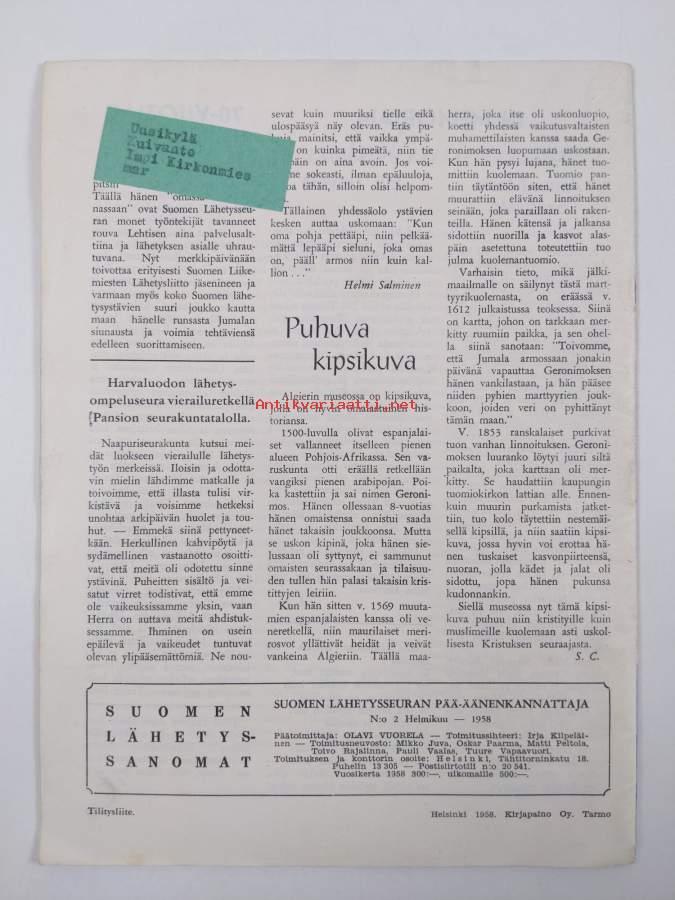 Uusikylä
Kuivanto
Impi Kirkonmies
mar
pitsm
Täällä hänen "omassa
nassaan" ovat Suomen Lähetysseu-
ran monet työntekijät tavanneet
rouva Lehtisen aina palvelusalt-
tiina ja lähetyksen asialle uhrau-
tuvana. Nyt merkkipäivänään
toivottaa erityisesti Suomen Liike-
miesten Lähetysliitto jäsenineen ja
varmaan myös koko Suomen lähe-
tysystävien suuri joukko kautta
maan hänelle runsasta Jumalan
siunausta ja voimia tehtäviensä
edelleen suorittamiseen.
Harvaluodon lähetys-
ompeluseura vierailuretkellä
Pansion seurakuntatalolla.
Naapuriseurakunta kutsui mei-
dät luokseen vierailulle lähetys-
työn merkeissä. Iloisin ja odotta-
vin mielin lähdimme matkalle ja
toivoimme, että illasta tulisi vir-
kistävä ja voisimme hetkeksi
unohtaa arkipäivän huolet ja tou-
hut. — Emmekä siinä pettyneet-
kään. Herkullinen kahvipöytä ja
sydämellinen vastaanotto osoitti-
vat, että meitä oli odotettu sinne
ystävinä. Puheitten sisältö ja vei-
satut virret todistivat, että emme
ole vaikeuksissamme yksin, vaan
Herra on auttava meitä ahdistuk-
sessamme. Ihminen on usein
epäilevä ja vaikeudet tuntuvat
olevan ylipääsemättömiä. Ne nou-
sevat kuin muuriksi tielle eikä
ulospääsyä näy olevan. Eräs pu-
mainitsi, että vaikka ympä-
on kuinka pimeätä, niin tie
päin on aina avoin. Jos voi-
me sokeasti, ilman epäluuloja,
tähän, silloin olisi helpom-
Tällainen yhdessäolo ystävien
kesken auttaa uskomaan: "Kun
oma pohja pettääpi, niin pelkää-
mättä lepääpi sieluni, joka omas
on, pääll' armos niin kuin kal-
lion . . ."
Helmi Salminen
Puhuva
kipsikuva
Algierin museossa on kipsikuva,
jolla on hyvin omalaatuinen his-
toriansa.
1500-luvulla olivat espanjalai-
set vallanneet itselleen pienen
alueen Pohjois-Afrikassa. Sen va-
ruskunta otti eräällä retkellään
vangiksi pienen arabipojan. Poi-
ka kastettiin ja sai nimen Geroni-
mos. Hänen ollessaan 8-vuotias
hänen omaistensa onnistui saada
hänet takaisin joukkoonsa. Mutta
se uskon kipinä, joka hänen sie-
lussaan oli syttynyt, ei sammunut
omaisten seurassakaan ja tilaisuu-
den tullen hän palasi takaisin kris-
tittyjen leiriin.
Kun hän sitten v. 1569 muuta-
mien espanjalaisten kanssa oli ve-
neretkellä, niin maurilaiset meri-
rosvot yllättivät heidät ja veivät
vankeina Algieriin. Täällä maa-
herra, joka itse oli uskonluopio,
koetti yhdessä vaikutusvaltaisten
muhamettilaisten kanssa saada Ge-
ronimoksen luopumaan uskostaan.
Kun hän pysyi lujana, hänet tuo-
mittiin kuolemaan. Tuomio pan-
tiin täytäntöön siten, että hänet
muurattiin elävänä linnoituksen
seinään, joka paraillaan oli raken-
teilla. Hänen kätensä ja jalkansa
sidottiin nuorilla ja kasvot alas-
päin asetettuna toteutettiin tuo
julma kuolemantuomio.
Varhaisin tieto, mikä jälki-
maailmalle on säilynyt tästä mart-
tyyrikuolemasta, on eräässä v.
1612 julkaistussa teoksessa. Siinä
on kartta, johon on tarkkaan mer-
kitty ruumiin paikka, ja sen ohel-
la siinä sanotaan: "Toivomme,
että Jumala armossaan jonakin
päivänä vapauttaa Geronimoksen
hänen vankilastaan, ja hän pääsee
niiden pyhien marttyyrien jouk-
koon, joiden veri on pyhittänyt
tämän maan."
V. 1853 ranskalaiset purkivat
tuon vanhan linnoituksen. Geroni-
moksen luuranko löytyi juuri siltä
paikalta, joka karttaan oli mer-
kitty. Se haudattiin kaupungin
tuomiokirkon lattian alle. Ennen-
kuin muurin purkamista jatket-
tiin, tuo kolo täytettiin nestemäi-
sellä kipsillä, ja niin saatiin kipsi-
kuva, jossa hyvin voi erottaa hä-
nen tuskaiset kasvonpiirteensä,
nuoran, jolla kädet ja jalat oli
sidottu, jopa hänen pukunsa
kudonnankin.
Siellä museossa nyt tämä kipsi-
kuva puhuu niin kristityille kuin
muslimeille kuolemaan asti uskol-
lisesta Kristuksen seuraajasta.
S. C.
Antikvariaatti.net
SUOMEN
LÄHETYS-
SANOMAT
SUOMEN LÄHETYSSEURAN PÄÄ-ÄÄNENKANNATTAJA
N:o 2 Helmikuu — 1958
Päätoimittaja: OLAVI VUORELA — Toimitussihteeri: Irja Kilpeläi-
nen — Toimitusneuvosto: Mikko Juva, Oskar Paarma, Matti Peltola,
Toivo Rajalinna, Pauli Vaalas, Tuure Vapaavuori.
Toimituksen ja konttorin osoite: Helsinki, Tähtitorninkatu 18.
Puhelin 13 305 — Postisiirtotili n:o 20 541.
Vuosikerta 1958 300:—, ulkomaille 500:—.
Tilitysliite.
Helsinki 1958. Kirjapaino Oy. Tarmo